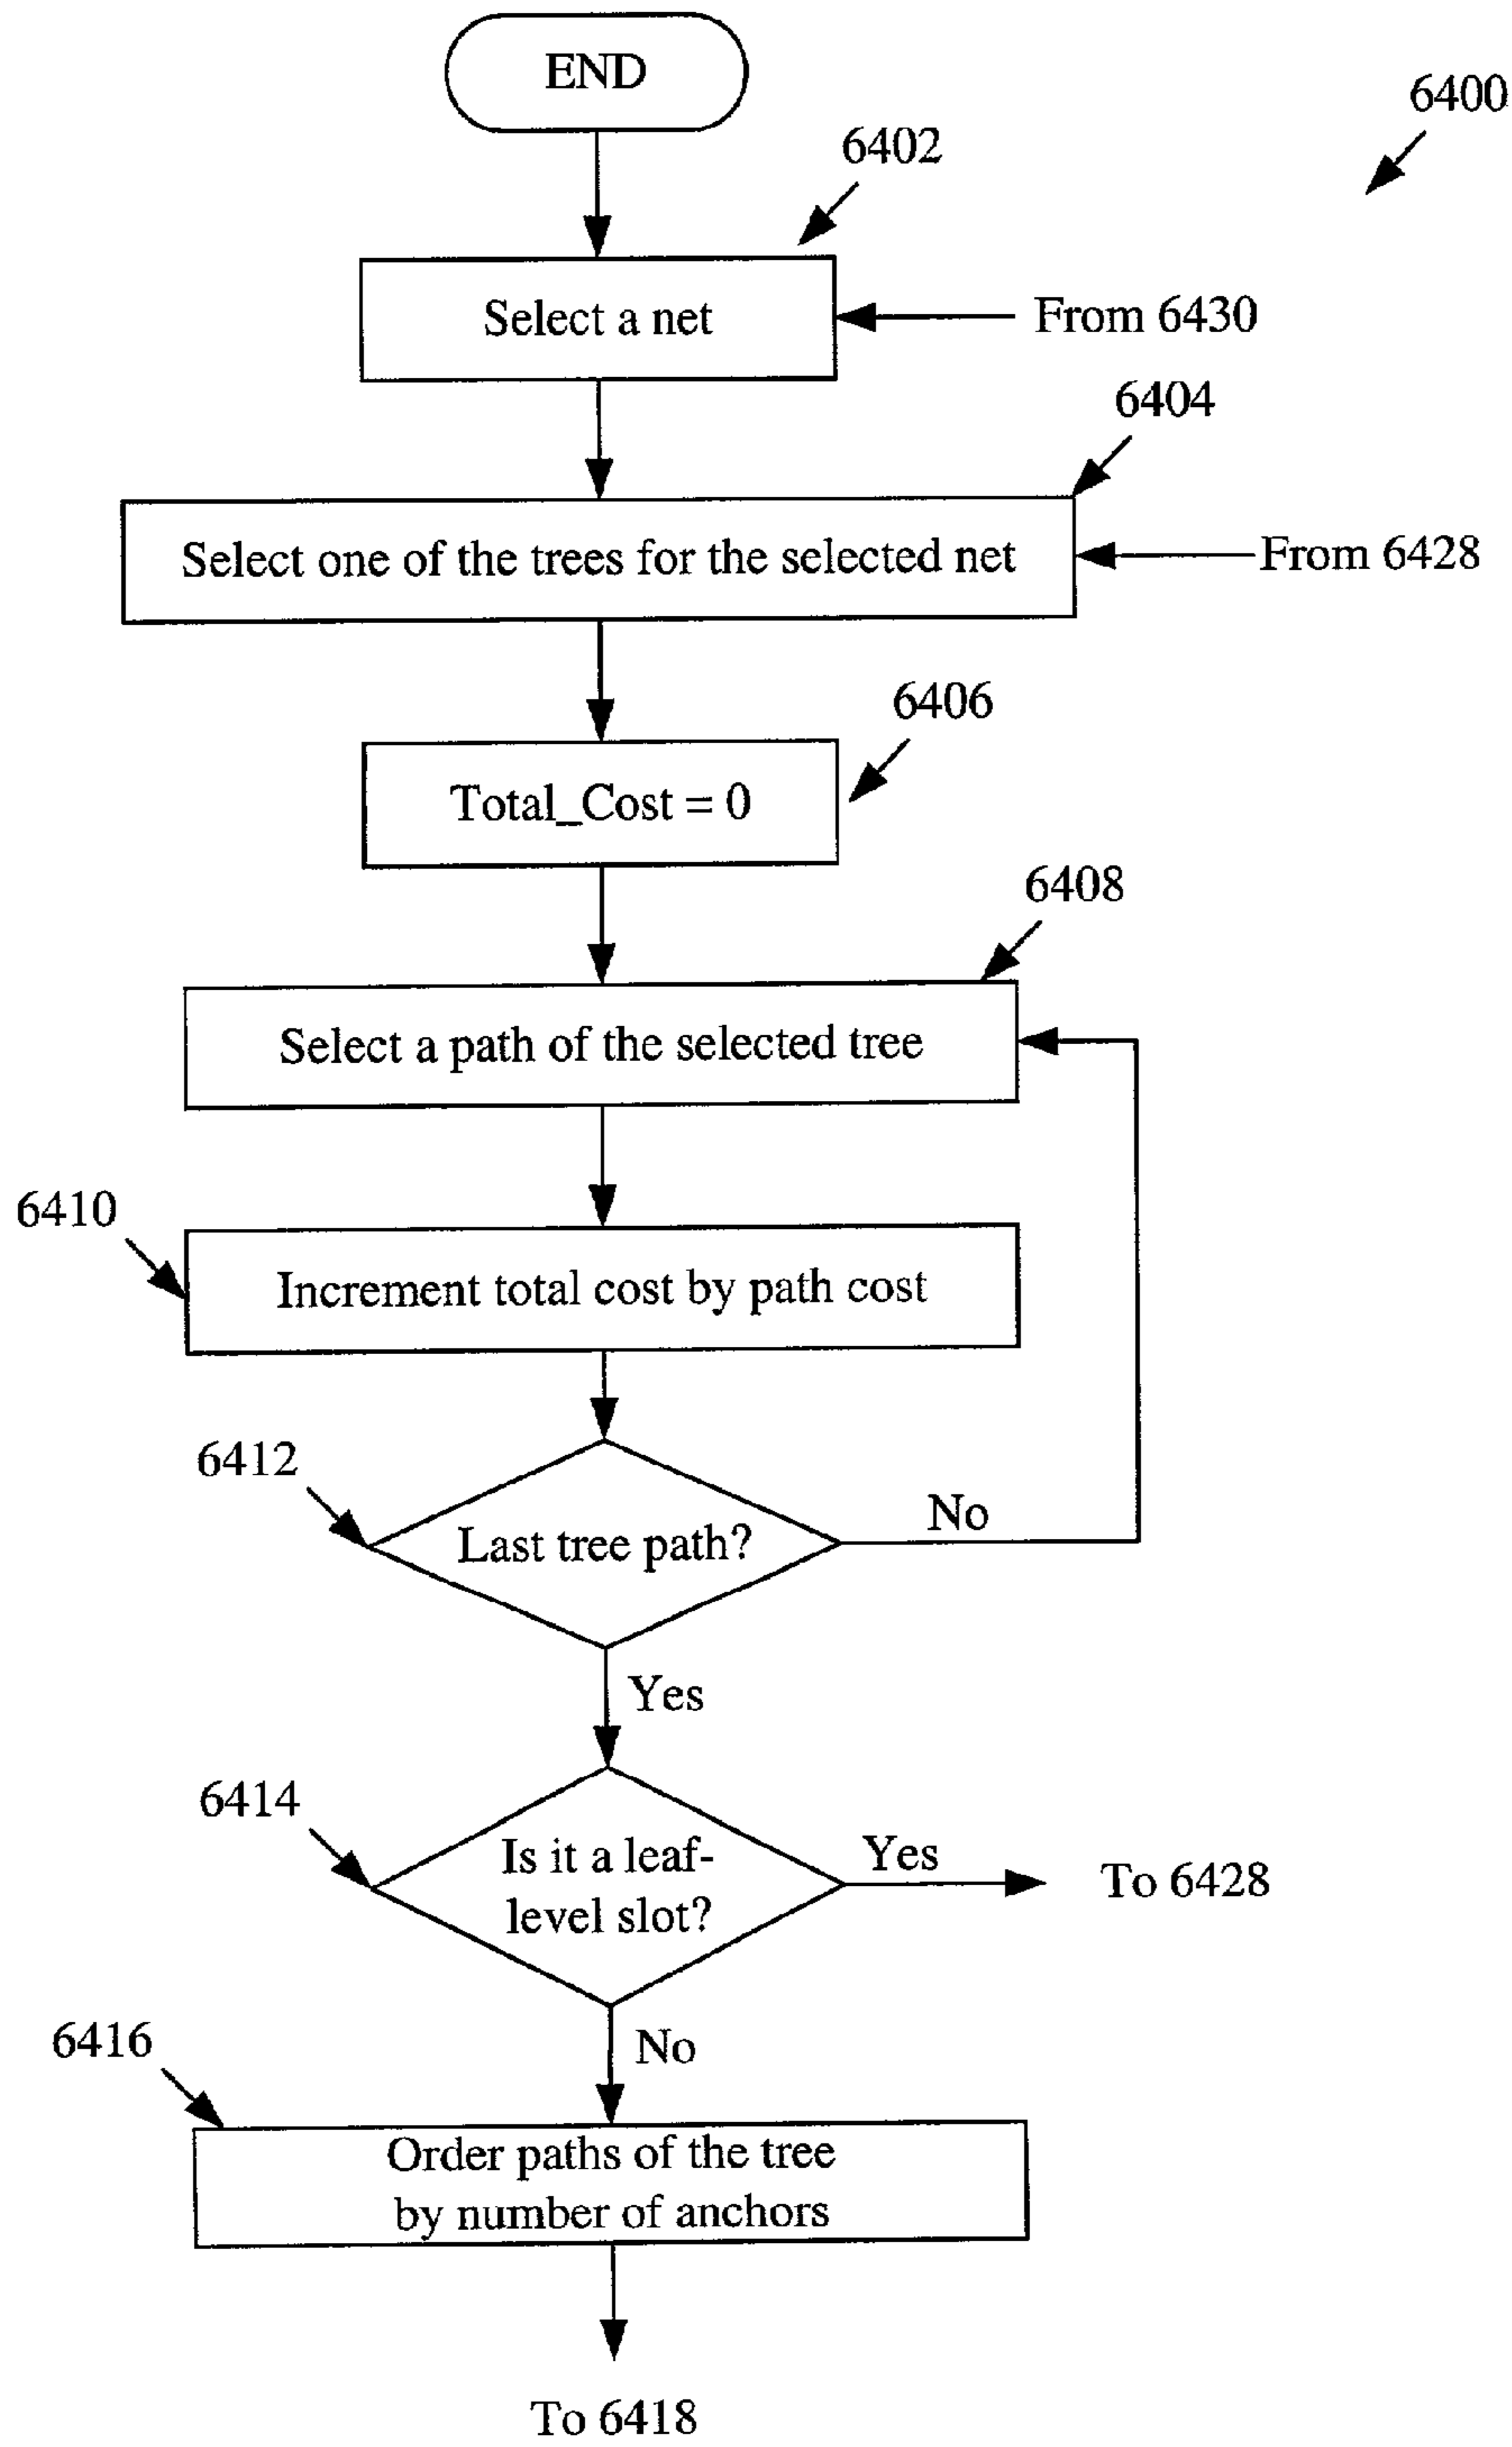 END
6400
6402
Select a net
From 6430
6404
Select one of the trees for the selected net
From 6428
6406
Total_Cost = 0
6408
Select a path of the selected tree
6410
Increment total cost by path cost
6412
Last tree path?
No
Yes
6414
Is it a leaf-
level slot?
Yes
To 6428
No
6416
Order paths of the tree
by number of anchors
To 6418